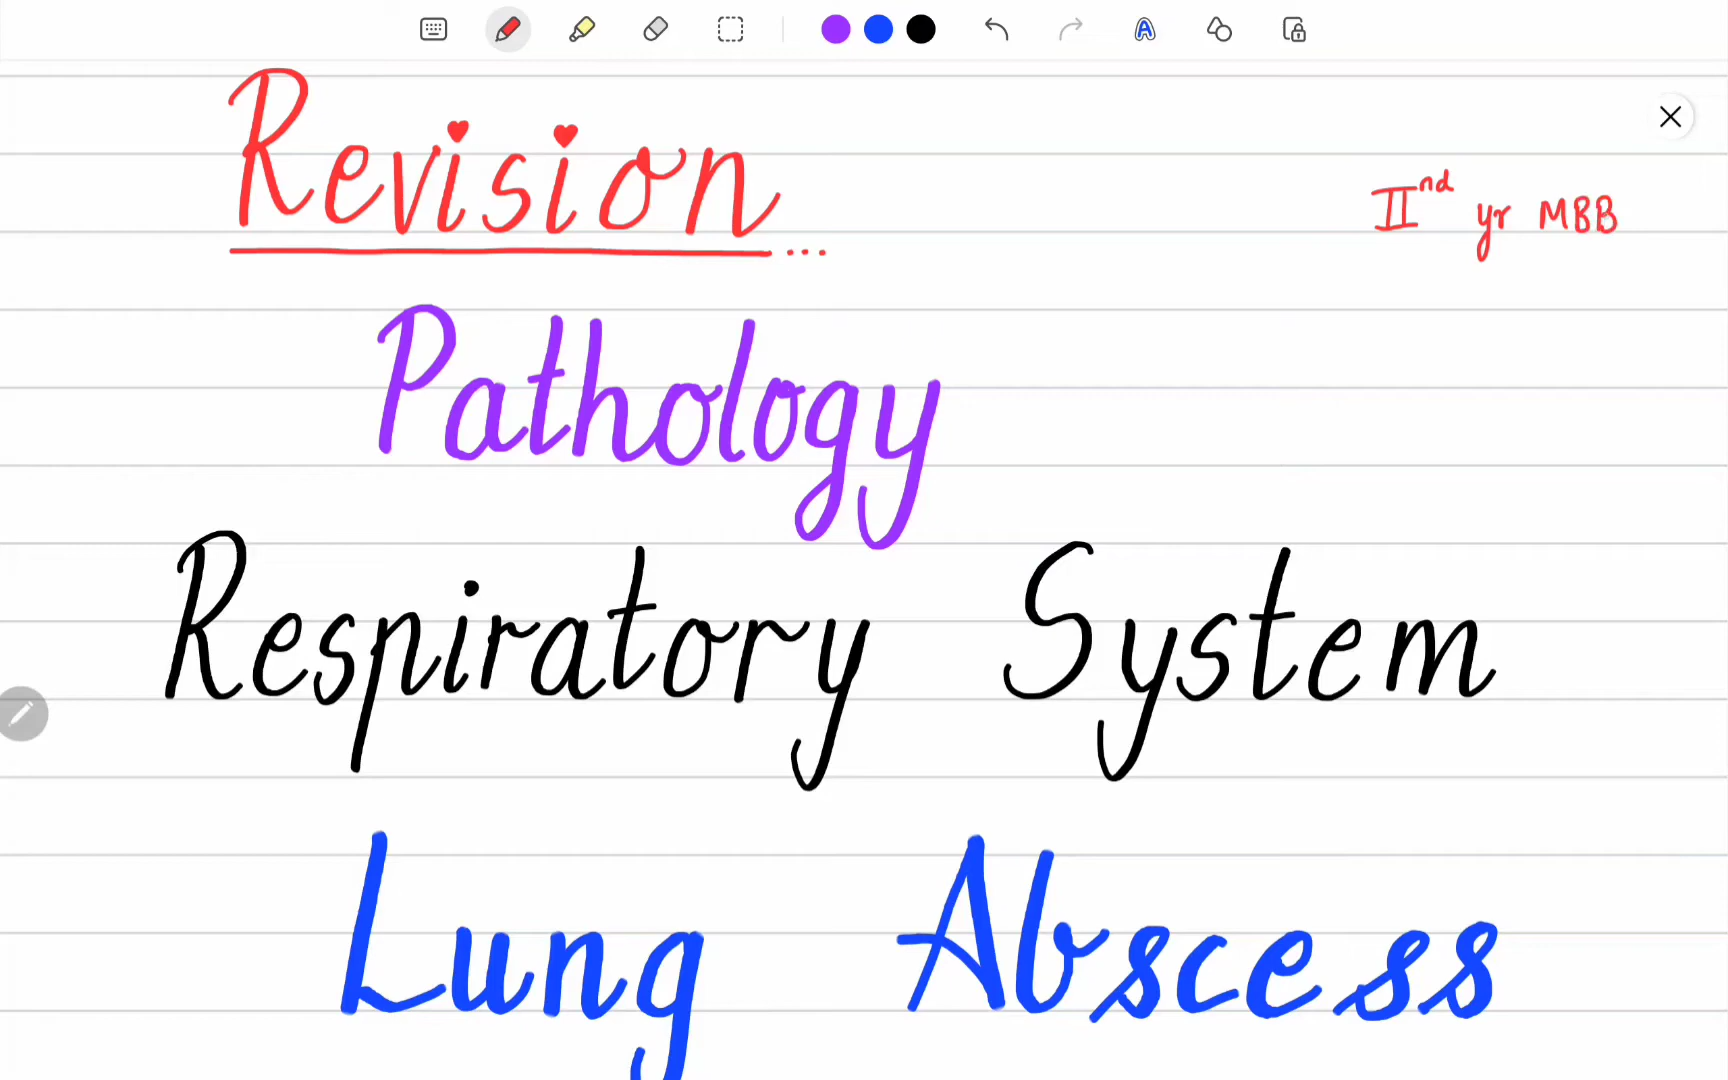 Revision...
IInd yr MBB
Pathology
Respiratory System
Lung Abscess